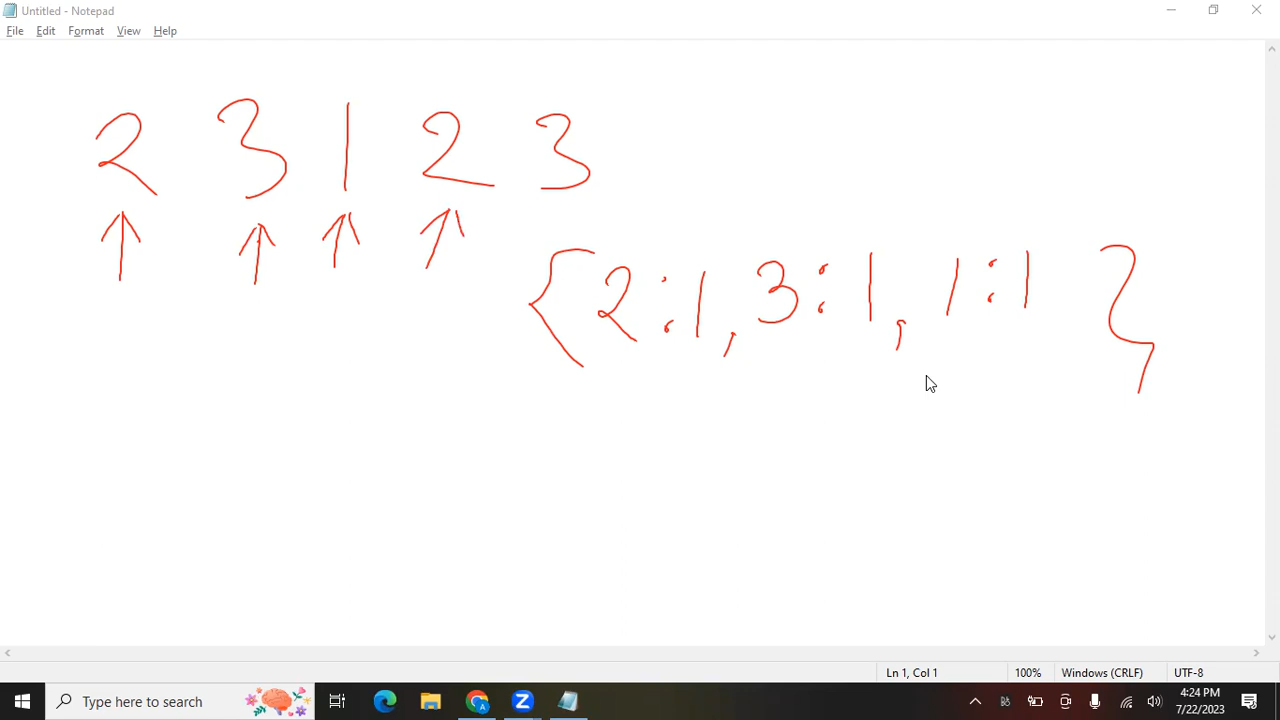 Untitled - Notepad
File Edit Format View Help
2 3 1 2 3
{2:1, 3:1, 1:1 }
Ln 1, Col 1 100% Windows (CRLF) UTF-8
Type here to search
4:24 PM
7/22/2023